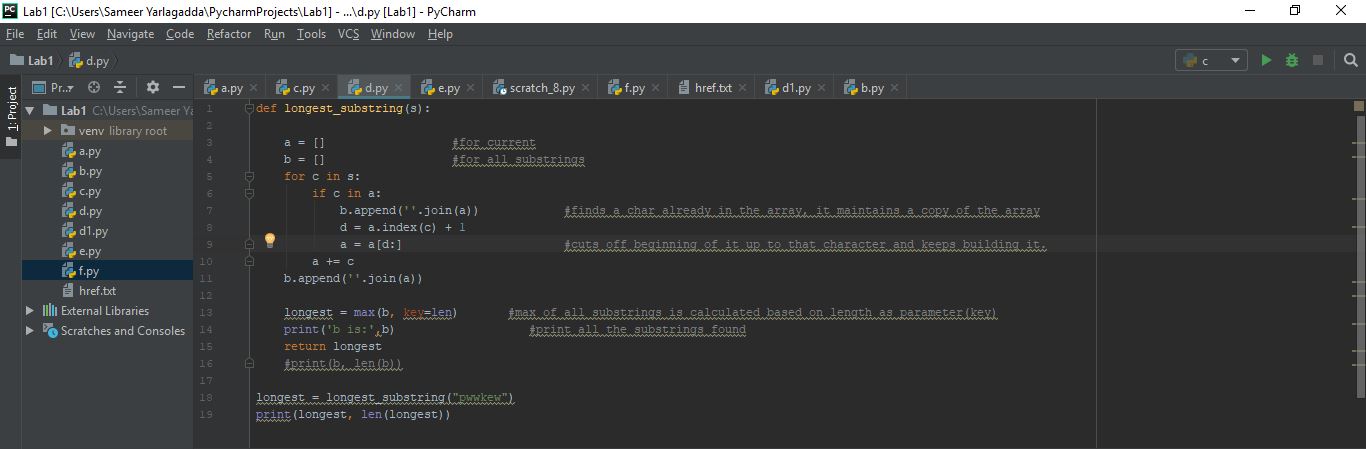 Lab1 [C:\Users\Sameer Yarlagadda\PycharmProjects\Lab1] - ...\d.py [Lab1] - PyCharm
File Edit View Navigate Code Refactor Run Tools VCS Window Help
Lab1 d.py c
1: Project
Pr... a.py c.py d.py e.py scratch_8.py f.py href.txt d1.py b.py
Lab1 C:\Users\Sameer Ya
venv library root
a.py
b.py
c.py
d.py
d1.py
e.py
f.py
href.txt
External Libraries
Scratches and Consoles
1 def longest_substring(s):
2
3 a = [] #for current
4 b = [] #for all substrings
5 for c in s:
6 if c in a:
7 b.append(''.join(a)) #finds a char already in the array, it maintains a copy of the array
8 d = a.index(c) + 1
9 a = a[d:] #cuts off beginning of it up to that character and keeps building it.
10 a += c
11 b.append(''.join(a))
12
13 longest = max(b, key=len) #max of all substrings is calculated based on length as parameter(key)
14 print('b is:',b) #print all the substrings found
15 return longest
16 #print(b, len(b))
17
18 longest = longest_substring("pwwkew")
19 print(longest, len(longest))